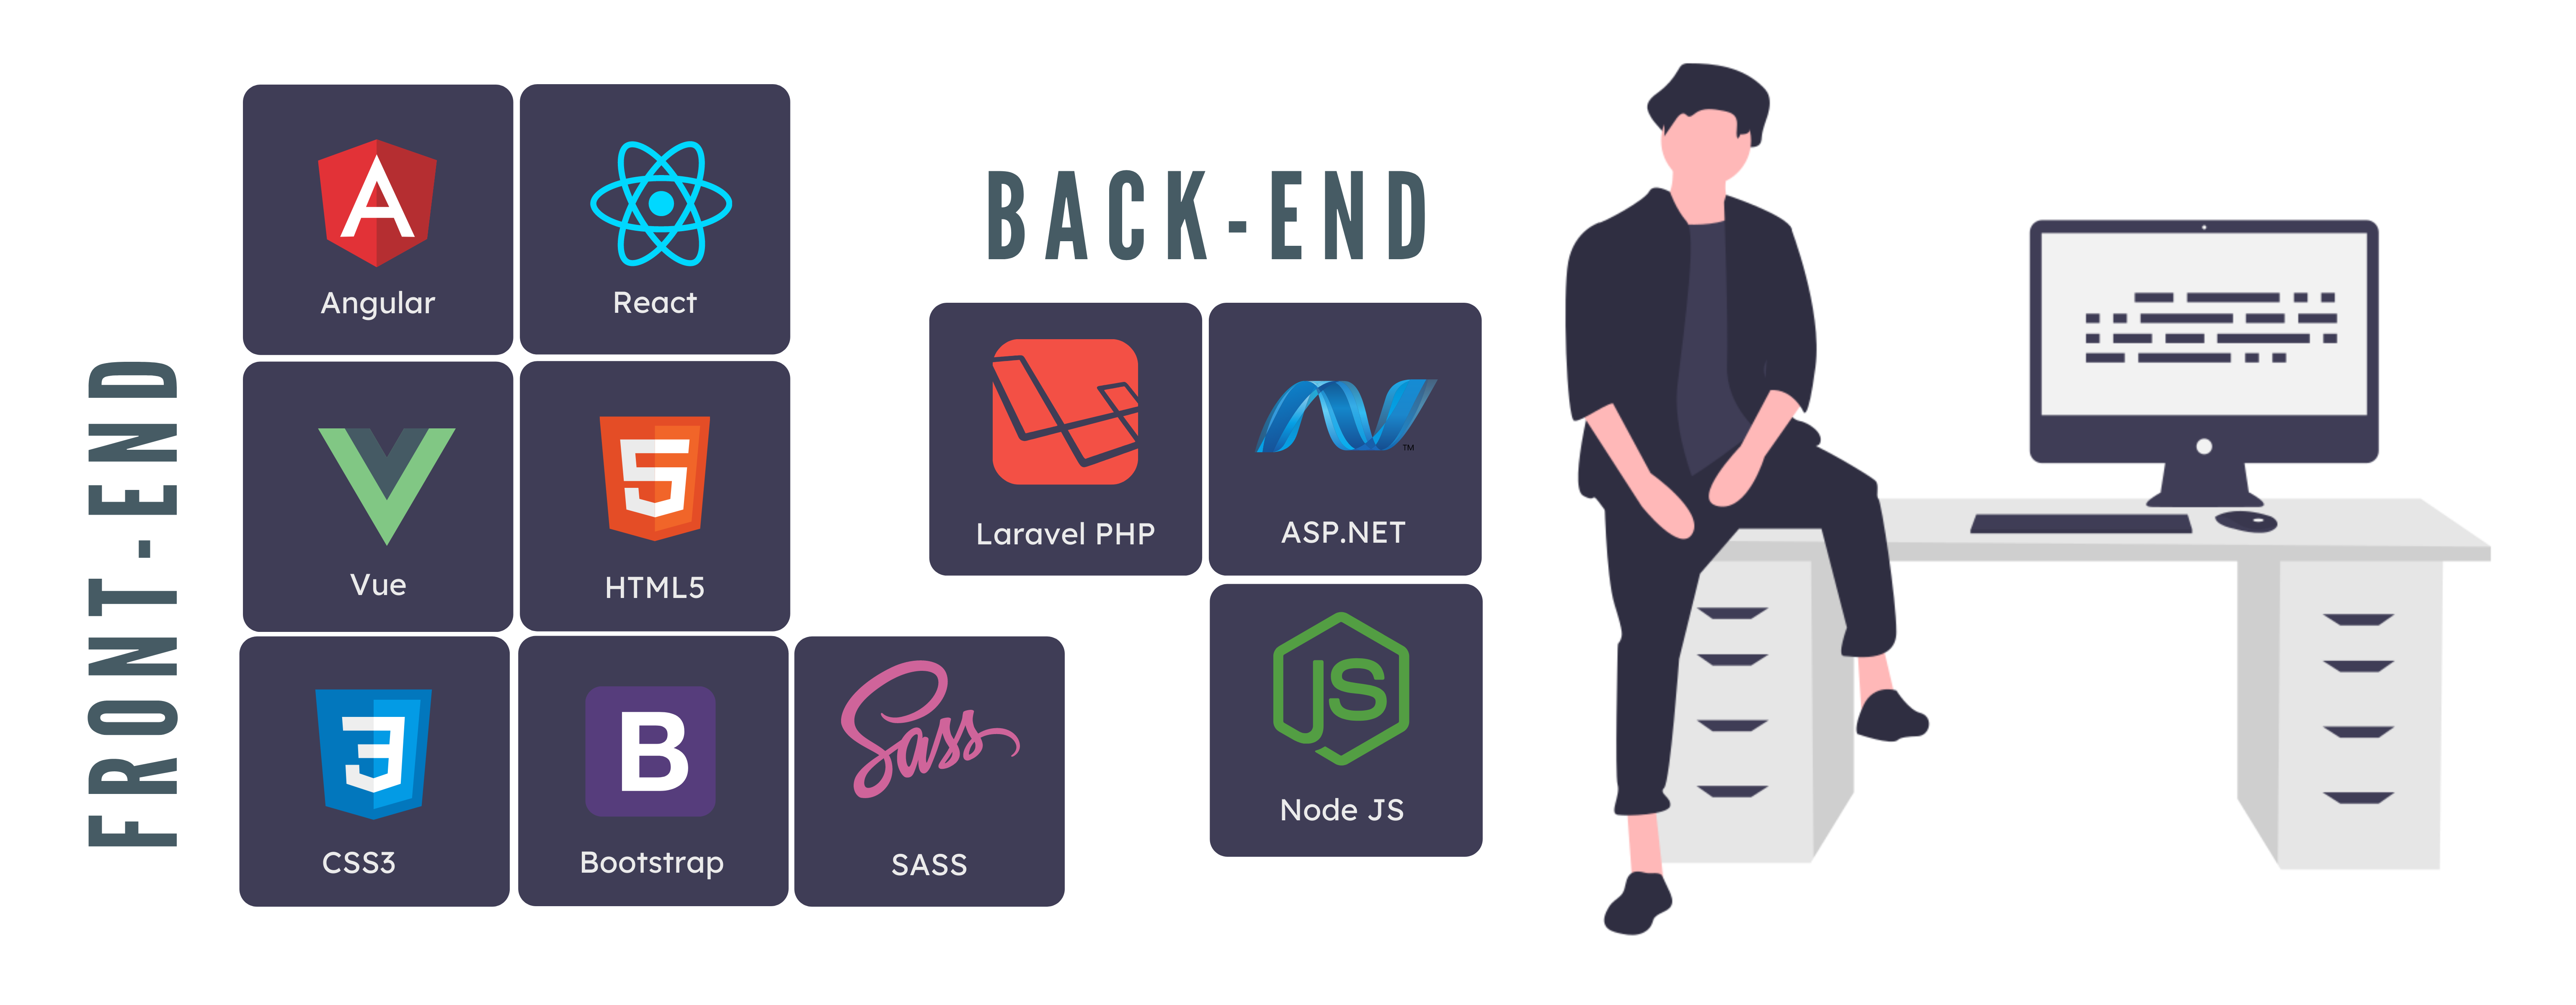 FRONT-END
Angular
React
Vue
HTML5
CSS3
Bootstrap
Sass
SASS
BACK-END
Laravel PHP
ASP.NET
TM
JS
Node JS